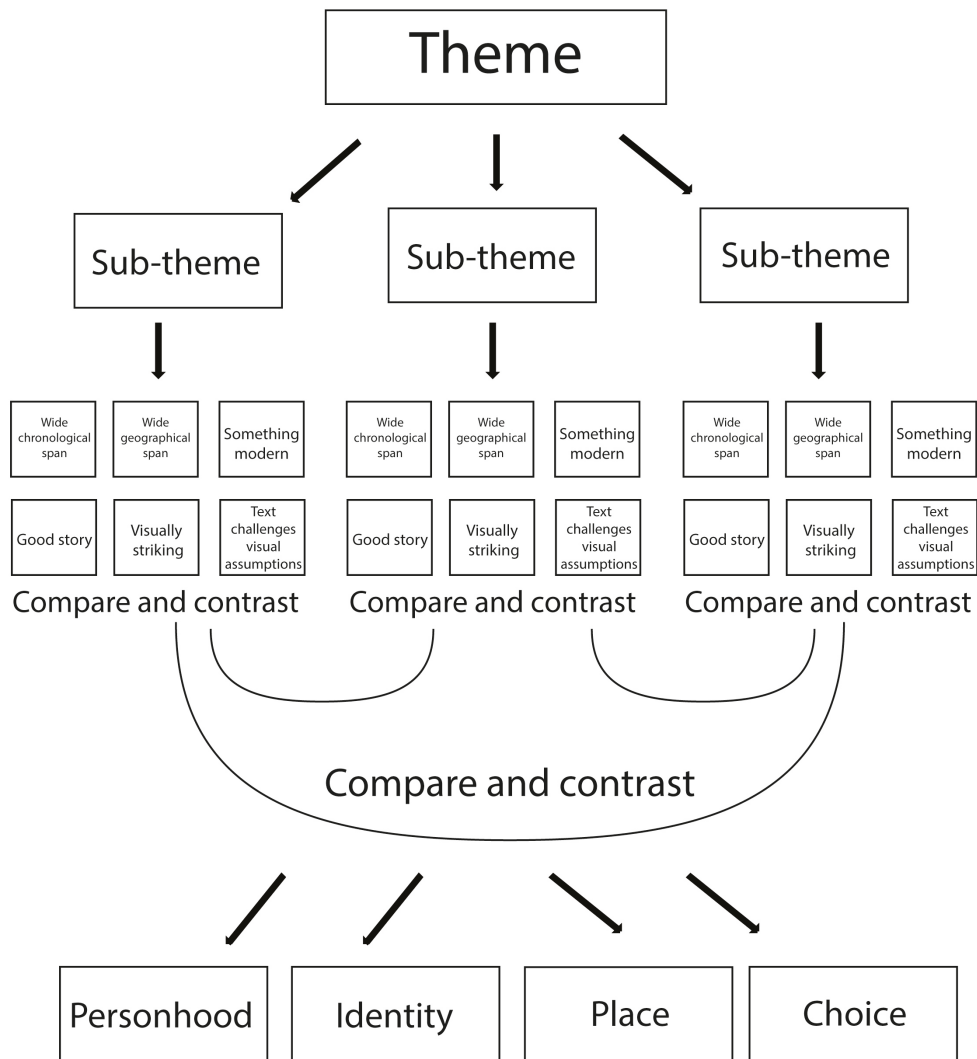 Theme
Sub-theme
Sub-theme
Sub-theme
Wide
chronological
span
Wide
geographical
span
Something
modern
Wide
chronological
span
Wide
geographical
span
Something
modern
Wide
chronological
span
Wide
geographical
span
Something
modern
Good story
Visually
striking
Text
challenges
visual
assumptions
Good story
Visually
striking
Text
challenges
visual
assumptions
Good story
Visually
striking
Text
challenges
visual
assumptions
Compare and contrast
Compare and contrast
Compare and contrast
Compare and contrast
Personhood
Identity
Place
Choice